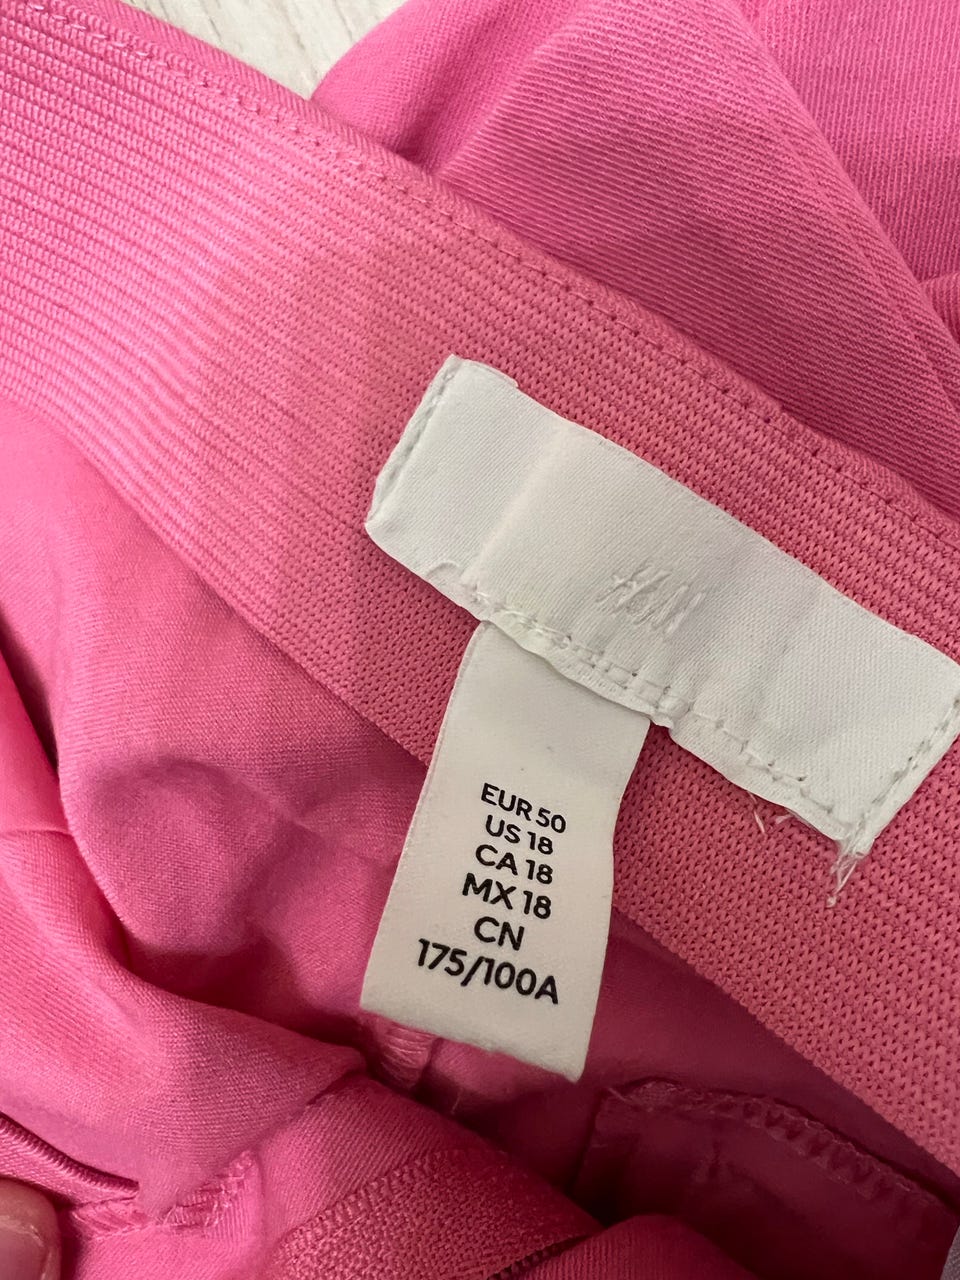 H&M
EUR 50
US 18
CA 18
MX 18
CN
175/100A